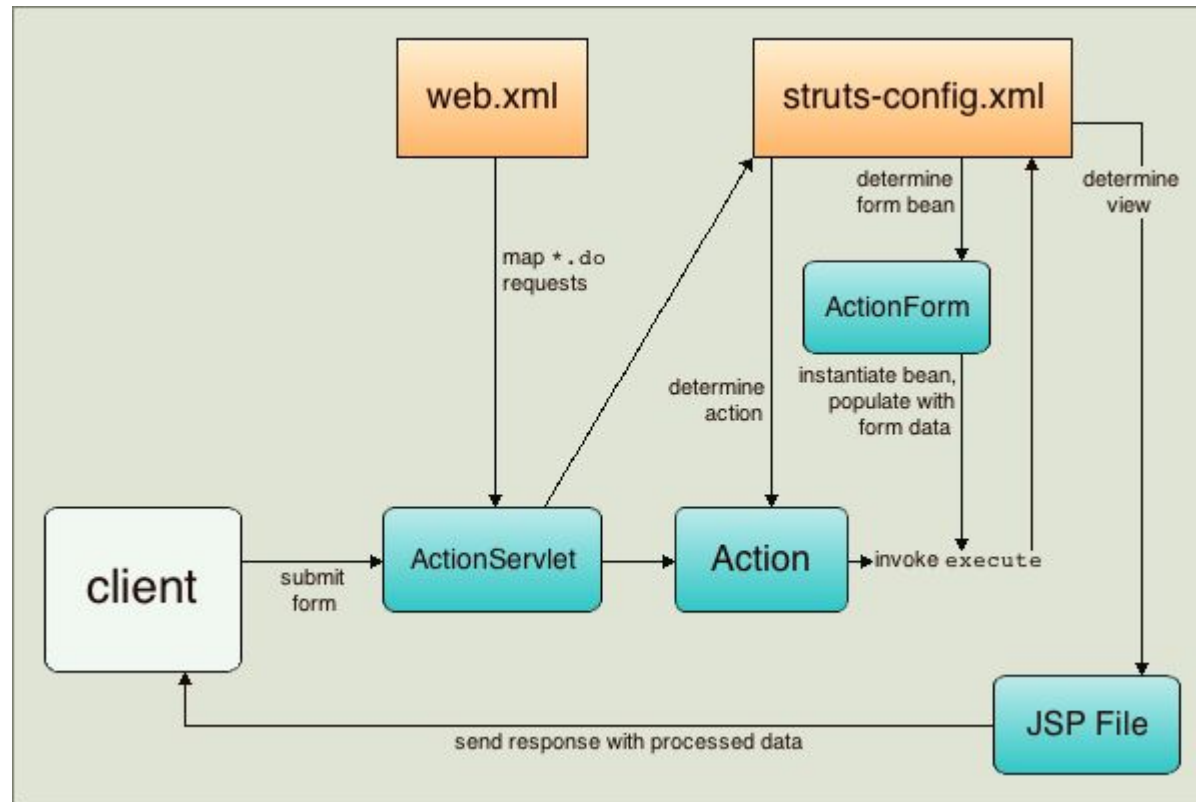 web.xml
struts-config.xml
determine
form bean
determine
view
map *.do
requests
ActionForm
determine
action
instantiate bean,
populate with
form data
client
submit
form
ActionServlet
Action
invoke execute
JSP File
send response with processed data